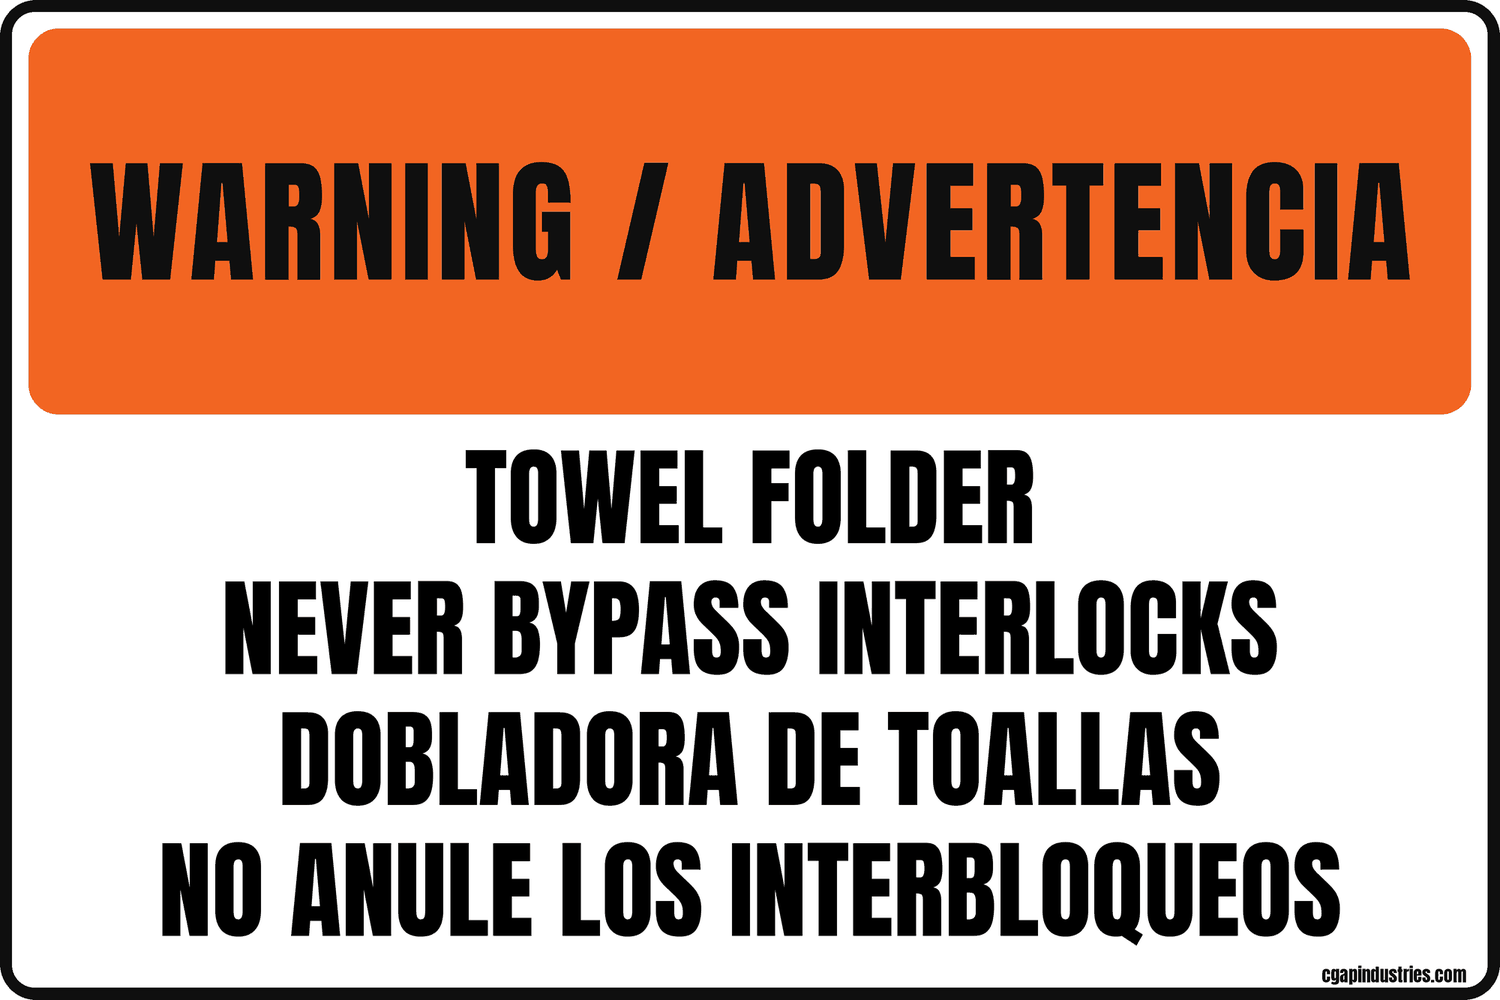 WARNING / ADVERTENCIA
TOWEL FOLDER
NEVER BYPASS INTERLOCKS
DOBLADORA DE TOALLAS
NO ANULE LOS INTERBLOQUEOS
cgapindustries.com